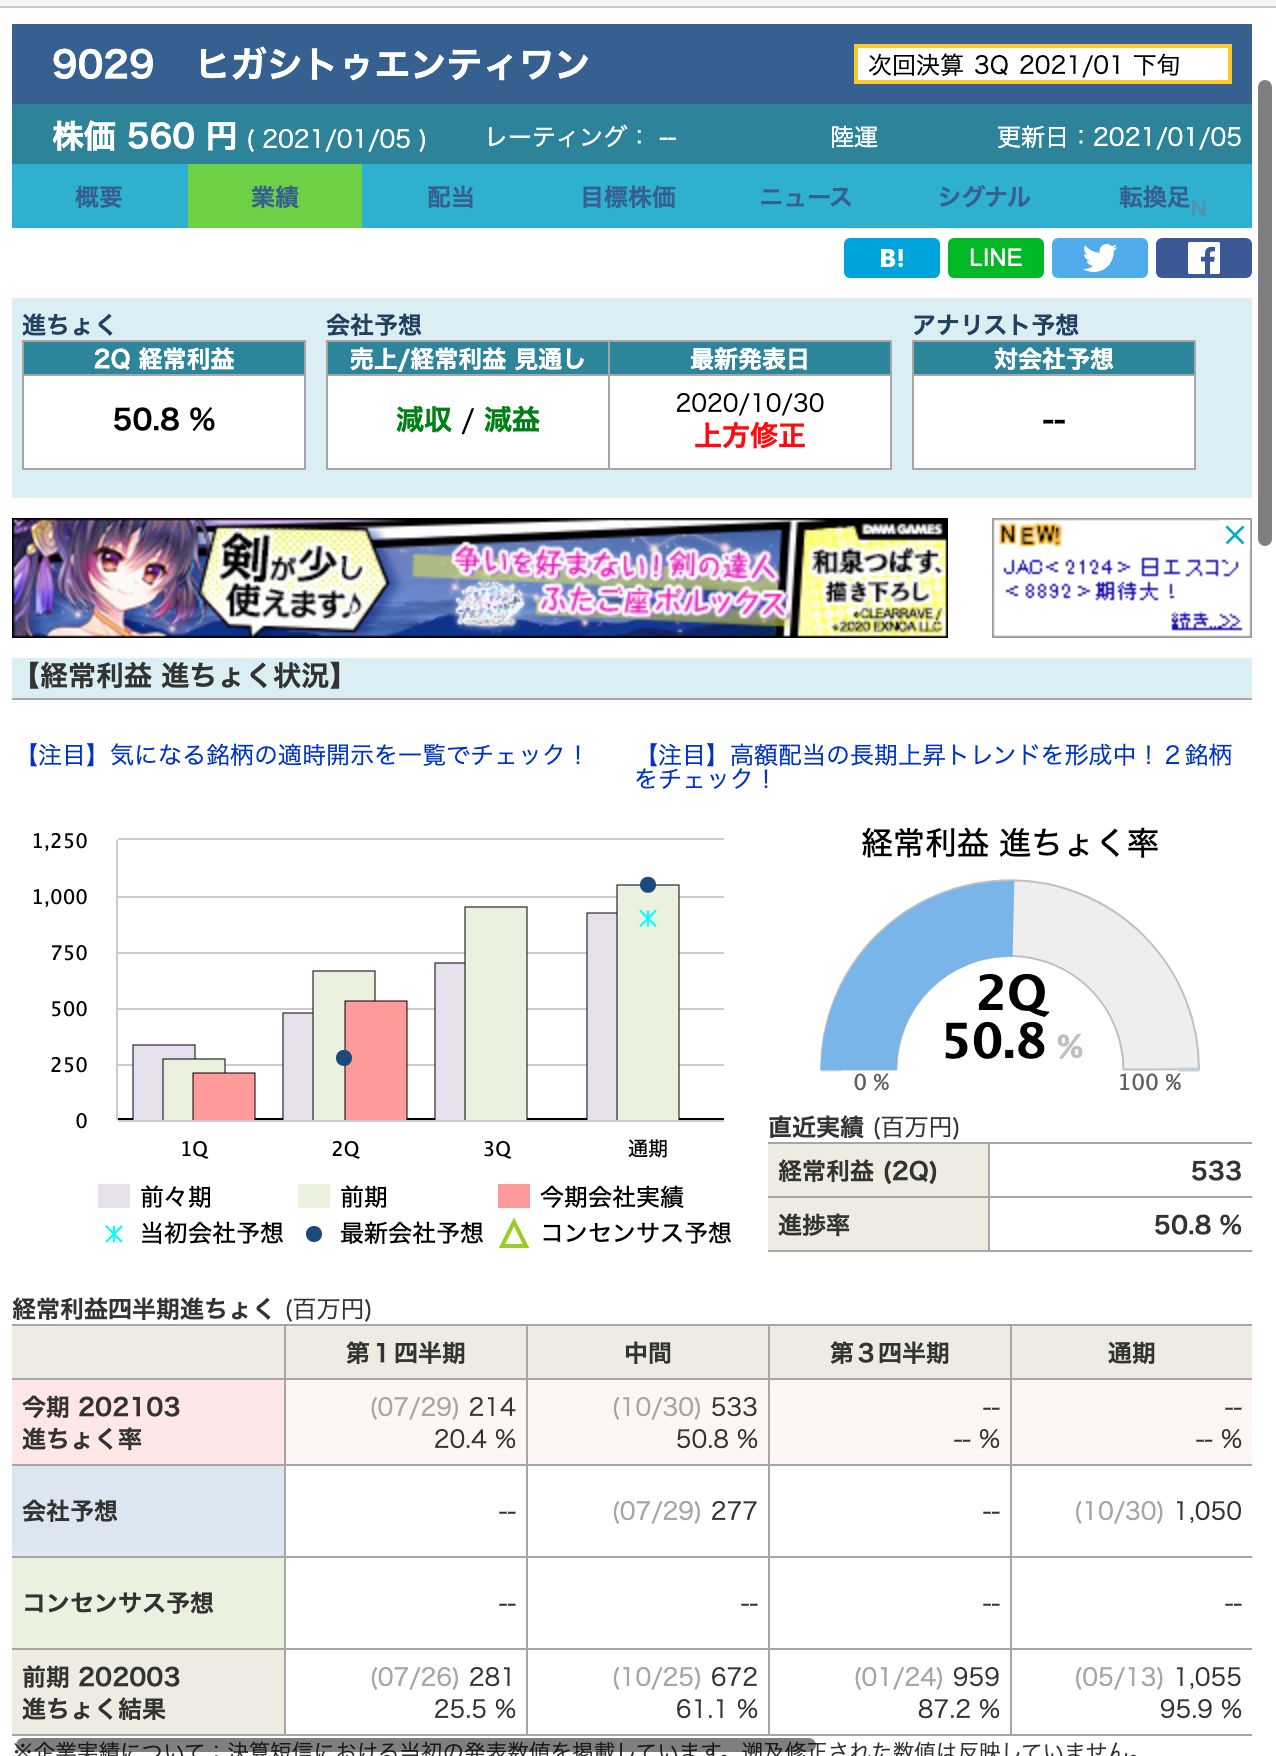 9029　ヒガシトゥエンティワン
次回決算 3Q 2021/01 下旬
株価 560 円 ( 2021/01/05 ) レーティング： -- 陸運 更新日：2021/01/05
概要 業績 配当 目標株価 ニュース シグナル 転換足 N
B! LINE
進ちょく 会社予想 アナリスト予想
2Q 経常利益 売上/経常利益 見通し 最新発表日 対会社予想
50.8 % 減収 / 減益 2020/10/30 --
上方修正
剣が少し
使えます♪
争いを好まない!剣の達人
ふたご座ポルックス
DMM GAMES
和泉つばす、
描き下ろし
©CLEARRAVE /
©2020 EXNOA LLC
NEW!
JAC<2124> 日エスコン
<8892>期待大！
続き..>>
【経常利益 進ちょく状況】
【注目】気になる銘柄の適時開示を一覧でチェック！
【注目】高額配当の長期上昇トレンドを形成中！２銘柄
をチェック！
1,250
1,000
750
500
250
0
1Q 2Q 3Q 通期
前々期 前期 今期会社実績
当初会社予想 最新会社予想 コンセンサス予想
経常利益 進ちょく率
2Q
50.8 %
0 % 100 %
直近実績 (百万円)
経常利益 (2Q) 533
進捗率 50.8 %
経常利益四半期進ちょく (百万円)
第１四半期 中間 第３四半期 通期
今期 202103 (07/29) 214 (10/30) 533 -- --
進ちょく率 20.4 % 50.8 % -- % -- %
会社予想 -- (07/29) 277 -- (10/30) 1,050
コンセンサス予想 -- -- -- --
前期 202003 (07/26) 281 (10/25) 672 (01/24) 959 (05/13) 1,055
進ちょく結果 25.5 % 61.1 % 87.2 % 95.9 %
※企業実績について：決算短信における当初の発表数値を掲載しています。遡及修正された数値は反映していません。